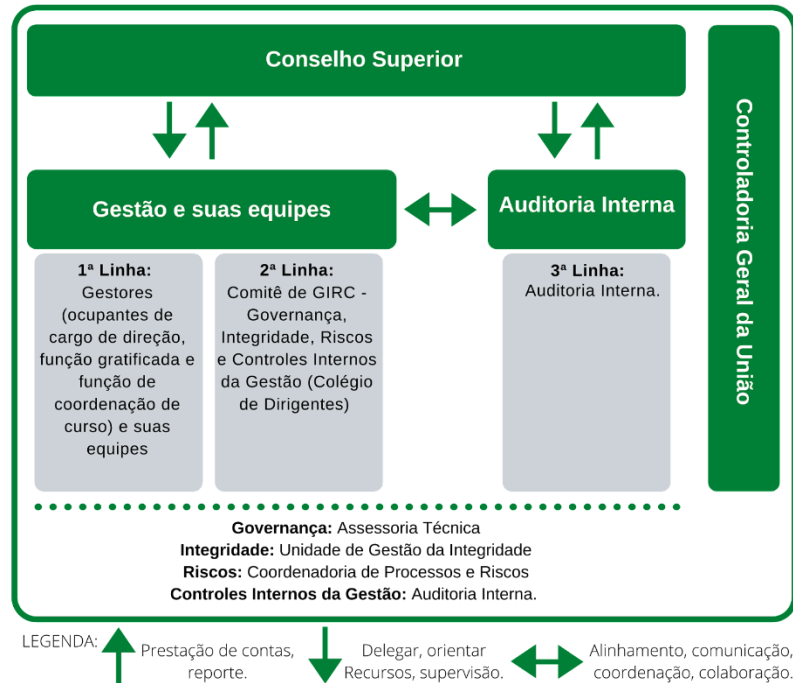 Conselho Superior
Gestão e suas equipes
Auditoria Interna
1ª Linha:
Gestores
(ocupantes de
cargo de direção,
função gratificada e
função de
coordenação de
curso) e suas
equipes
2ª Linha:
Comitê de GIRC -
Governança,
Integridade, Riscos
e Controles Internos
da Gestão (Colégio
de Dirigentes)
3ª Linha:
Auditoria Interna.
Controladoria Geral da União
Governança: Assessoria Técnica
Integridade: Unidade de Gestão da Integridade
Riscos: Coordenadoria de Processos e Riscos
Controles Internos da Gestão: Auditoria Interna.
LEGENDA:
Prestação de contas,
reporte.
Delegar, orientar
Recursos, supervisão.
Alinhamento, comunicação,
coordenação, colaboração.